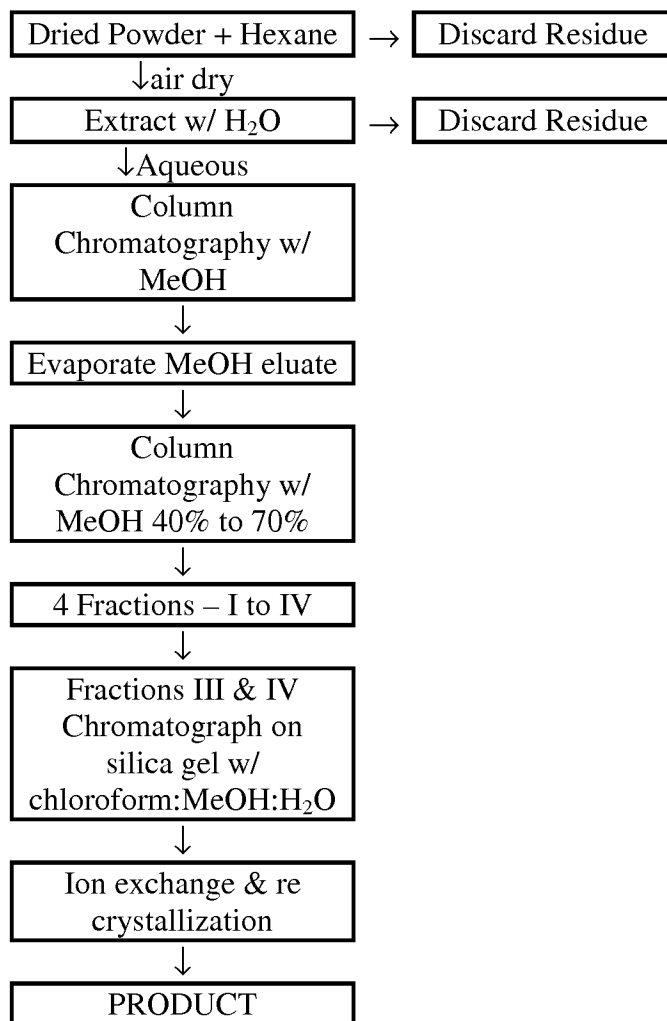 Dried Powder + Hexane → Discard Residue
↓air dry
Extract w/ H₂O → Discard Residue
↓Aqueous
Column
Chromatography w/
MeOH
↓
Evaporate MeOH eluate
↓
Column
Chromatography w/
MeOH 40% to 70%
↓
4 Fractions – I to IV
↓
Fractions III & IV
Chromatograph on
silica gel w/
chloroform:MeOH:H₂O
↓
Ion exchange & re
crystallization
↓
PRODUCT